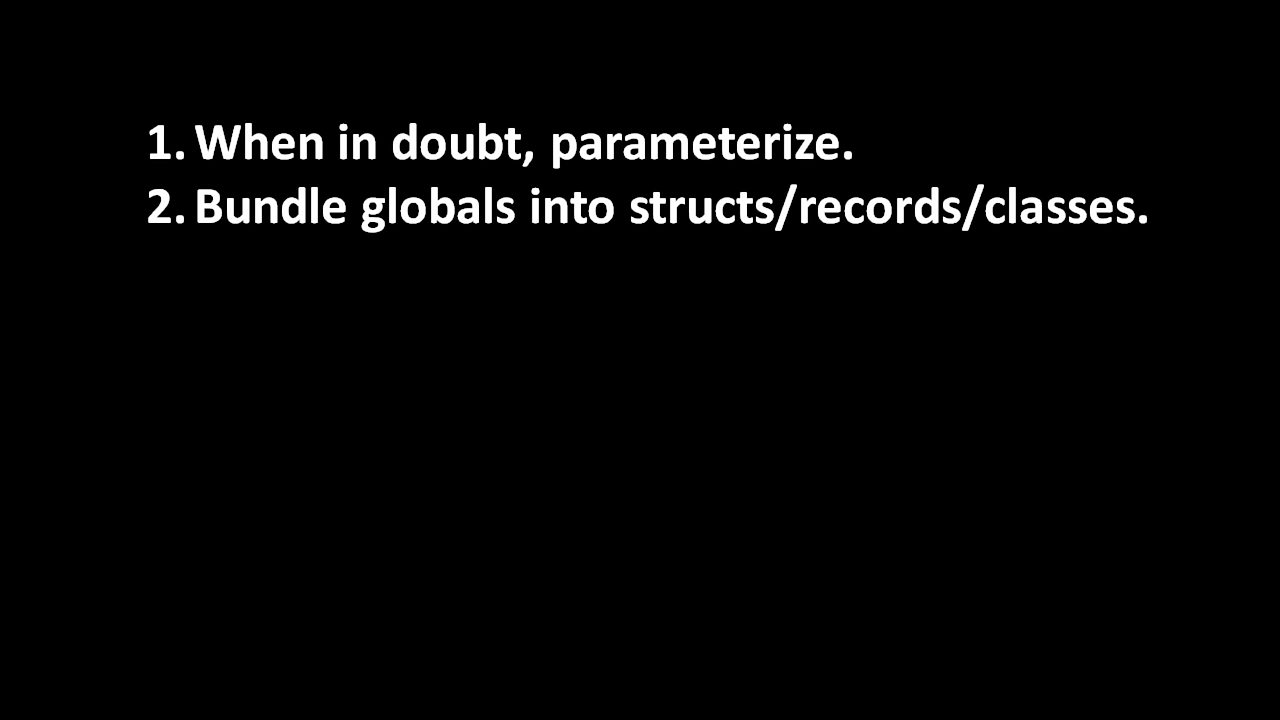 1. When in doubt, parameterize.
2. Bundle globals into structs/records/classes.